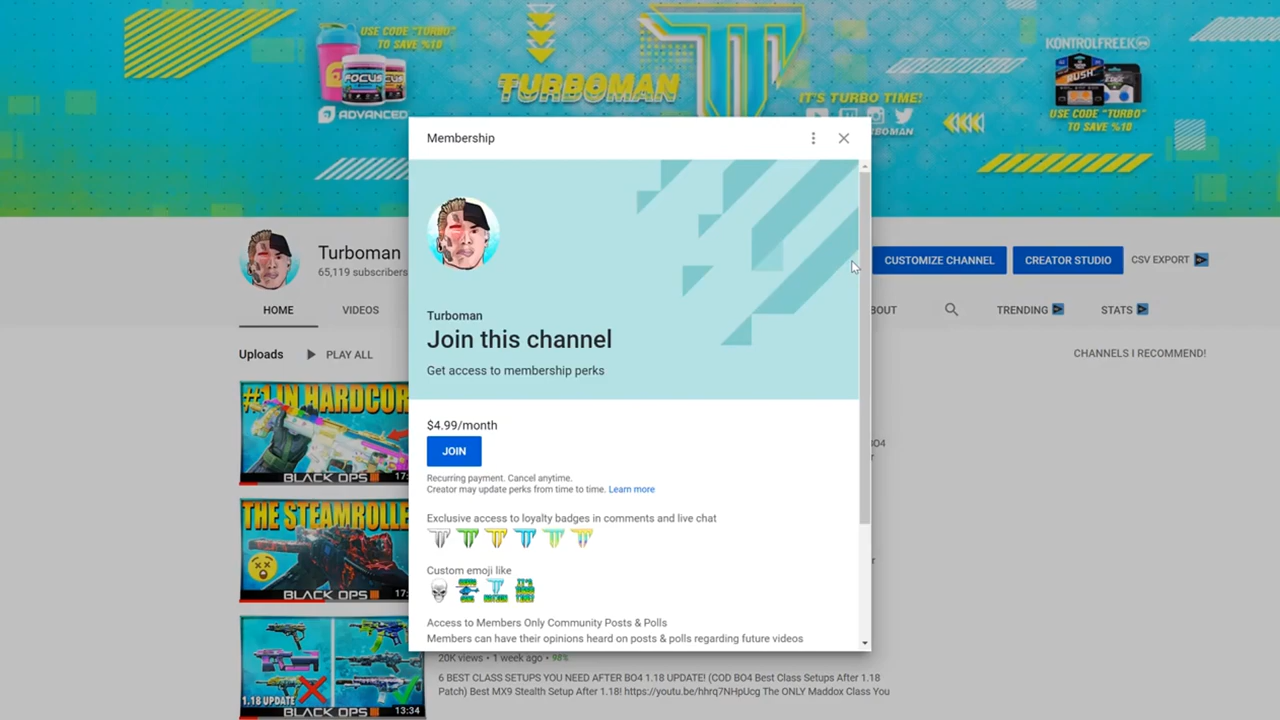 USE CODE "TURBO"
TO SAVE %10
FOCUS
ADVANCED
TURBOMAN
IT'S TURBO TIME!
KONTROLFREEK
RUSH
USE CODE "TURBO"
TO SAVE %10
Membership
Turboman
65,119 subscribers
CUSTOMIZE CHANNEL
CREATOR STUDIO
CSV EXPORT
HOME
VIDEOS
TRENDING
STATS
Uploads
PLAY ALL
CHANNELS I RECOMMEND!
Turboman
Join this channel
Get access to membership perks
$4.99/month
JOIN
Recurring payment. Cancel anytime.
Creator may update perks from time to time. Learn more
Exclusive access to loyalty badges in comments and live chat
Custom emoji like
Access to Members Only Community Posts & Polls
Members can have their opinions heard on posts & polls regarding future videos
#1 IN HARDCOR
BLACK OPS
17:
THE STEAMROLLE
BLACK OPS
17:
1.18 UPDATE
BLACK OPS
13:34
20K views • 1 week ago • 98%
6 BEST CLASS SETUPS YOU NEED AFTER BO4 1.18 UPDATE! (COD BO4 Best Class Setups After 1.18
Patch) Best MX9 Stealth Setup After 1.18! https://youtu.be/hhrq7NHpUcg The ONLY Maddox Class You